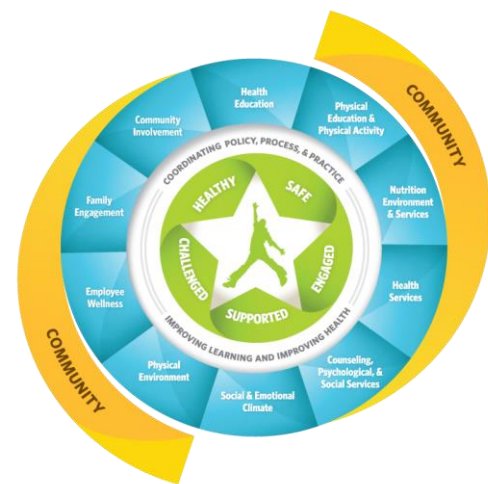 COMMUNITY
Health
Education
Physical
Education &
Physical Activity
Nutrition
Environment
& Services
Health
Services
Counseling,
Psychological, &
Social Services
Social & Emotional
Climate
Physical
Environment
Employee
Wellness
Family
Engagement
Community
Involvement
COORDINATING POLICY, PROCESS, & PRACTICE
IMPROVING LEARNING AND IMPROVING HEALTH
HEALTHY
SAFE
ENGAGED
SUPPORTED
CHALLENGED
COMMUNITY